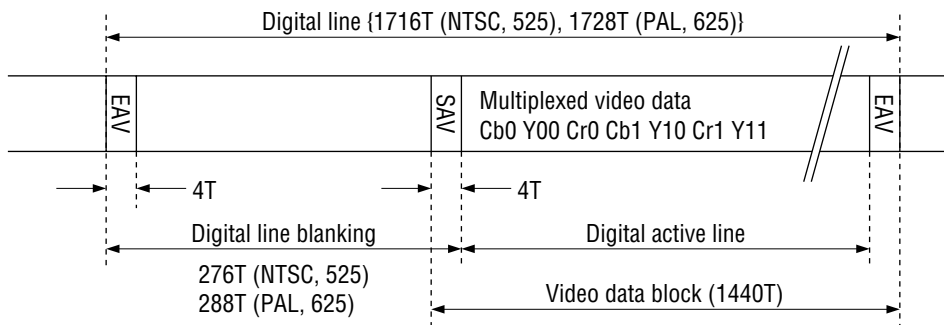 Digital line {1716T (NTSC, 525), 1728T (PAL, 625)}
EAV
SAV
Multiplexed video data
Cb0 Y00 Cr0 Cb1 Y10 Cr1 Y11
EAV
4T
4T
Digital line blanking
Digital active line
276T (NTSC, 525)
288T (PAL, 625)
Video data block (1440T)